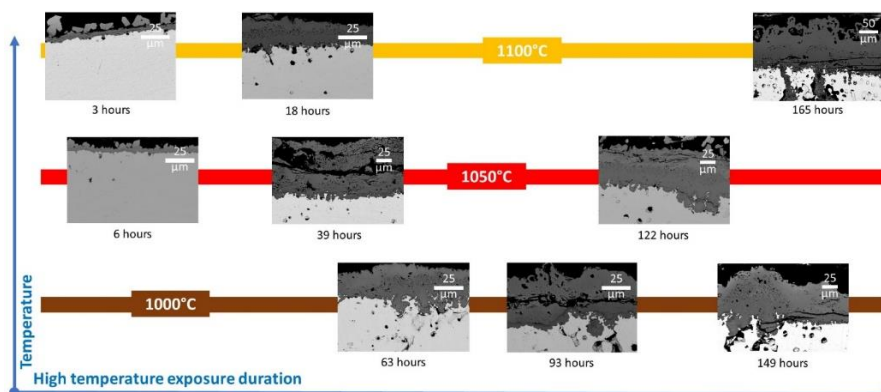 25
µm
25
µm
1100°C
50
µm
3 hours
18 hours
165 hours
25
µm
25
µm
1050°C
25
µm
6 hours
39 hours
122 hours
25
µm
25
µm
25
µm
1000°C
63 hours
93 hours
149 hours
Temperature
High temperature exposure duration